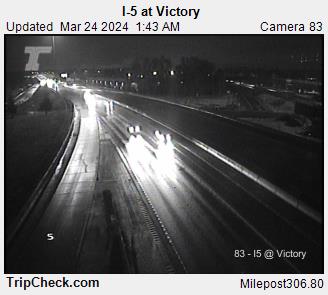 I-5 at Victory
Updated Mar 24 2024 1:43 AM Camera 83
T
S
83 - I5 @ Victory
TripCheck.com Milepost306.80